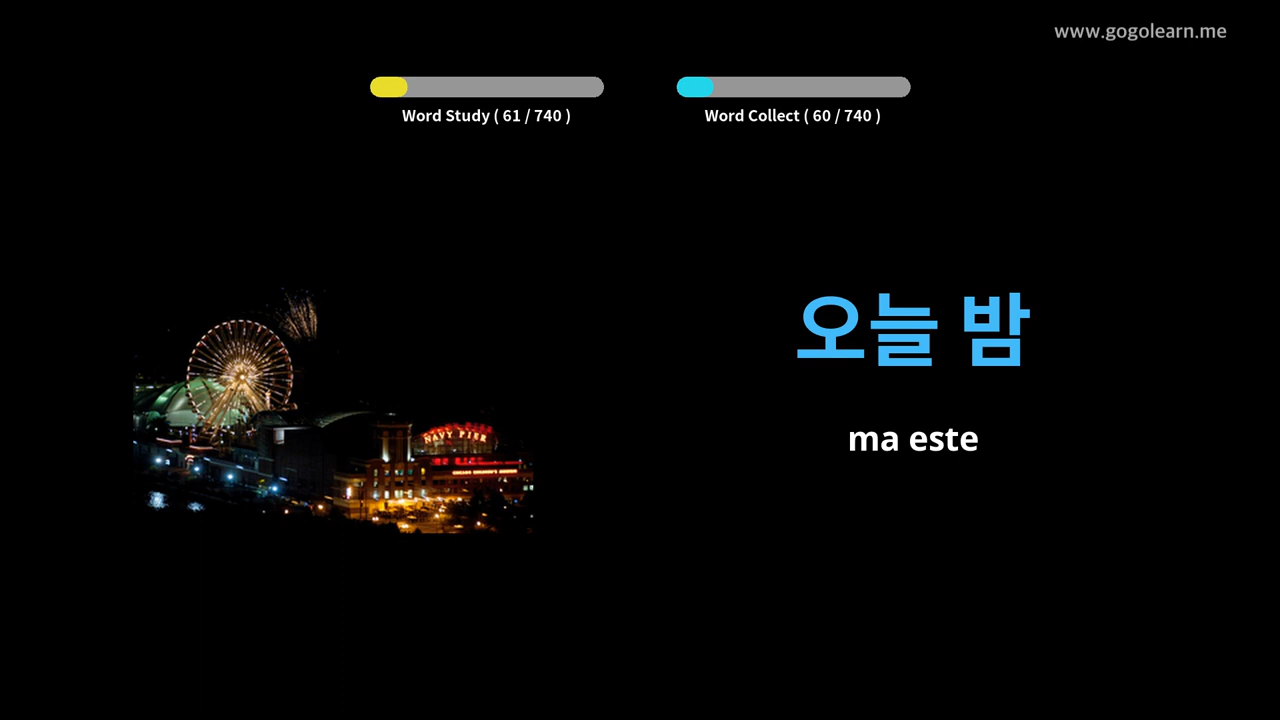 www.gogolearn.me
Word Study ( 61 / 740 )
Word Collect ( 60 / 740 )
오늘 밤
ma este
NAVY PIER